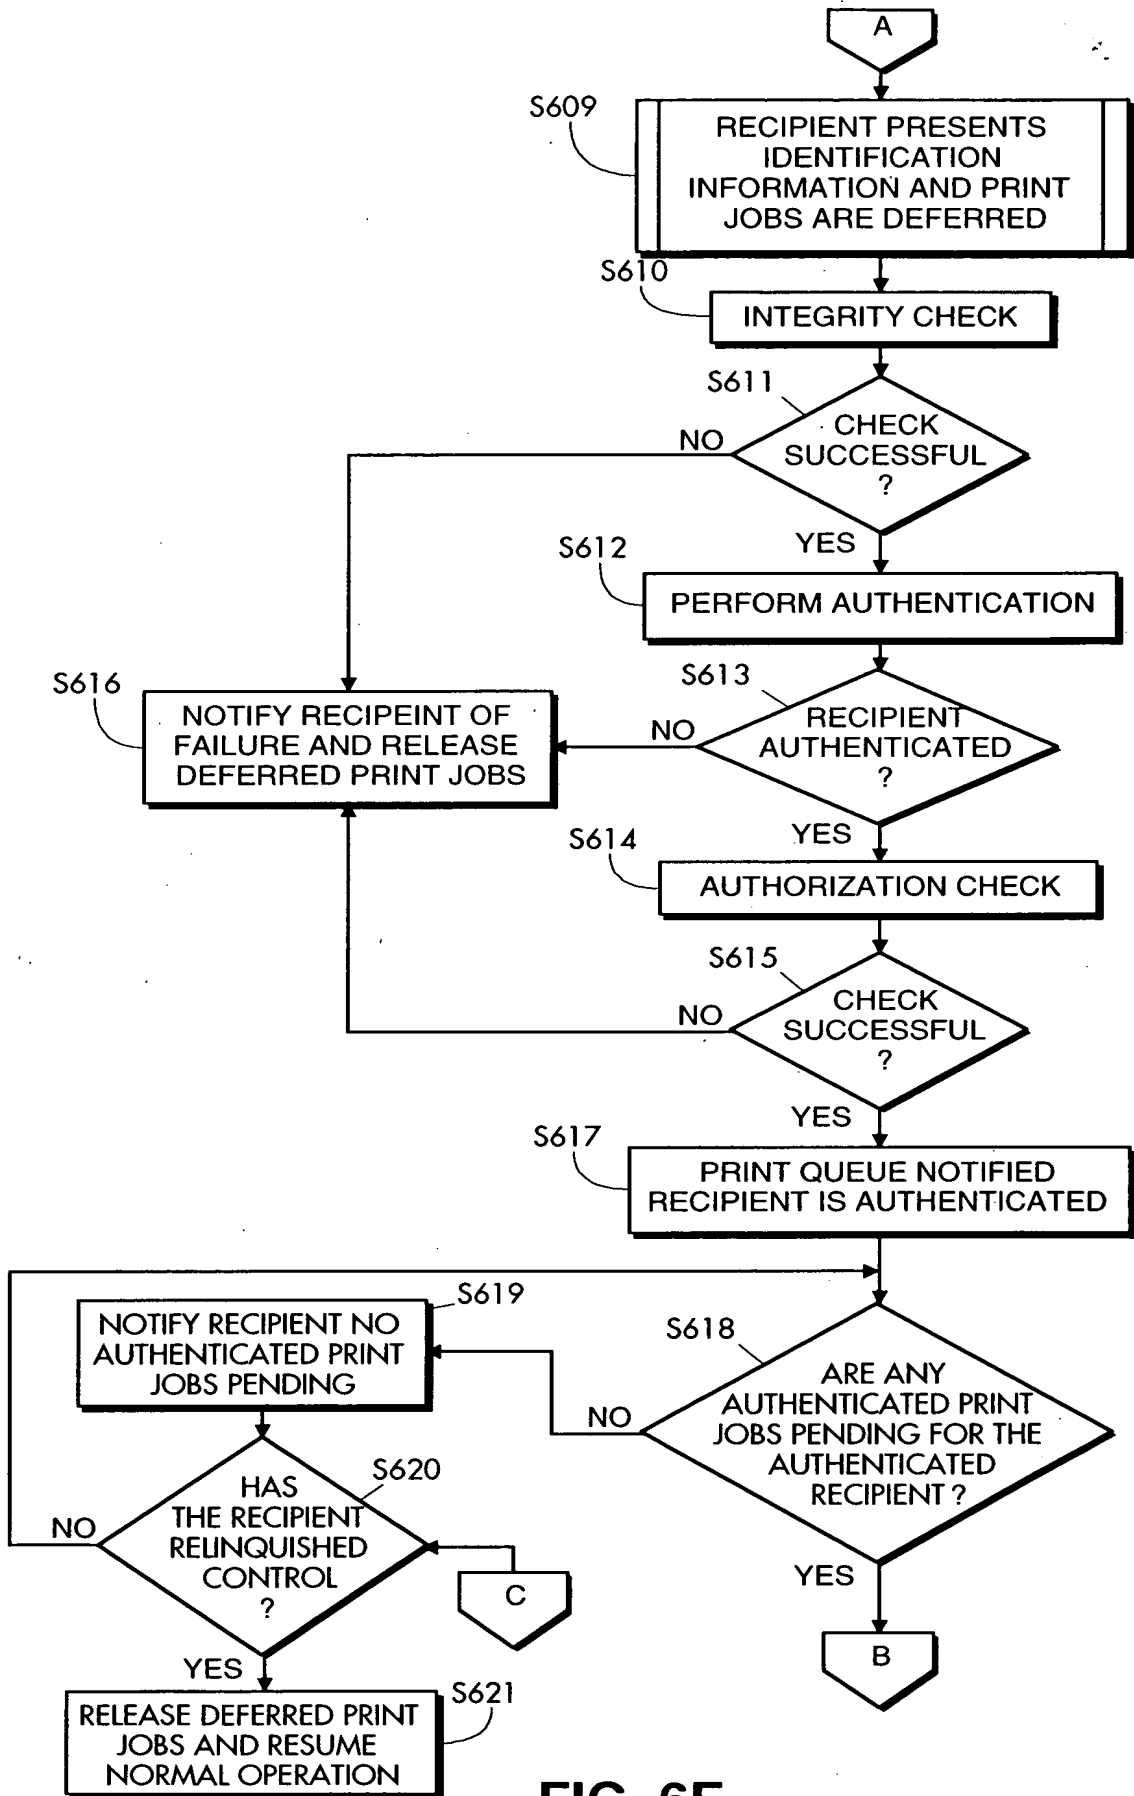 A
S609
RECIPIENT PRESENTS
IDENTIFICATION
INFORMATION AND PRINT
JOBS ARE DEFERRED
S610
INTEGRITY CHECK
S611
CHECK
SUCCESSFUL
?
NO
YES
S612
PERFORM AUTHENTICATION
S613
RECIPIENT
AUTHENTICATED
?
NO
S616
NOTIFY RECIPEINT OF
FAILURE AND RELEASE
DEFERRED PRINT JOBS
YES
S614
AUTHORIZATION CHECK
S615
CHECK
SUCCESSFUL
?
NO
YES
S617
PRINT QUEUE NOTIFIED
RECIPIENT IS AUTHENTICATED
S618
ARE ANY
AUTHENTICATED PRINT
JOBS PENDING FOR THE
AUTHENTICATED
RECIPIENT ?
NO
S619
NOTIFY RECIPIENT NO
AUTHENTICATED PRINT
JOBS PENDING
S620
HAS
THE RECIPIENT
RELINQUISHED
CONTROL
?
NO
C
YES
B
YES
S621
RELEASE DEFERRED PRINT
JOBS AND RESUME
NORMAL OPERATION